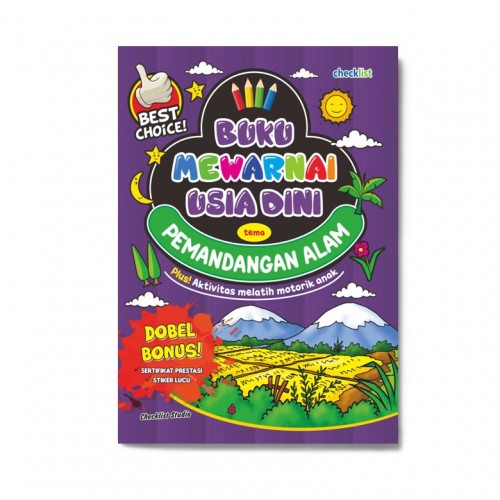 checklist
BEST
CHOICE!
BUKU
MEWARNAI
USIA DINI
tema
PEMANDANGAN ALAM
Plus! Aktivitas melatih motorik anak
DOBEL
BONUS!
SERTIFIKAT PRESTASI
STIKER LUCU
Checklist Studio